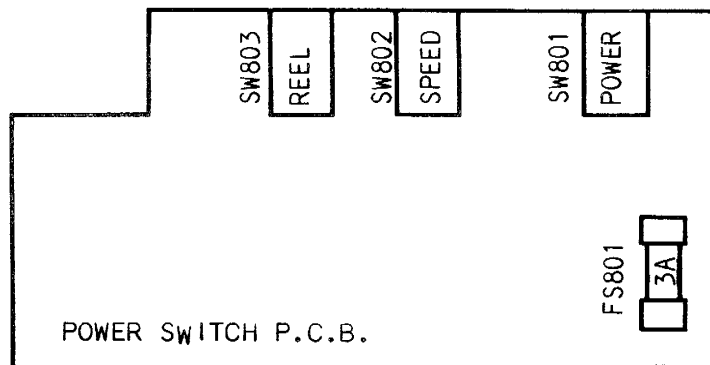 SW803
REEL
SW802
SPEED
SW801
POWER
FS801
3A
POWER SWITCH P.C.B.